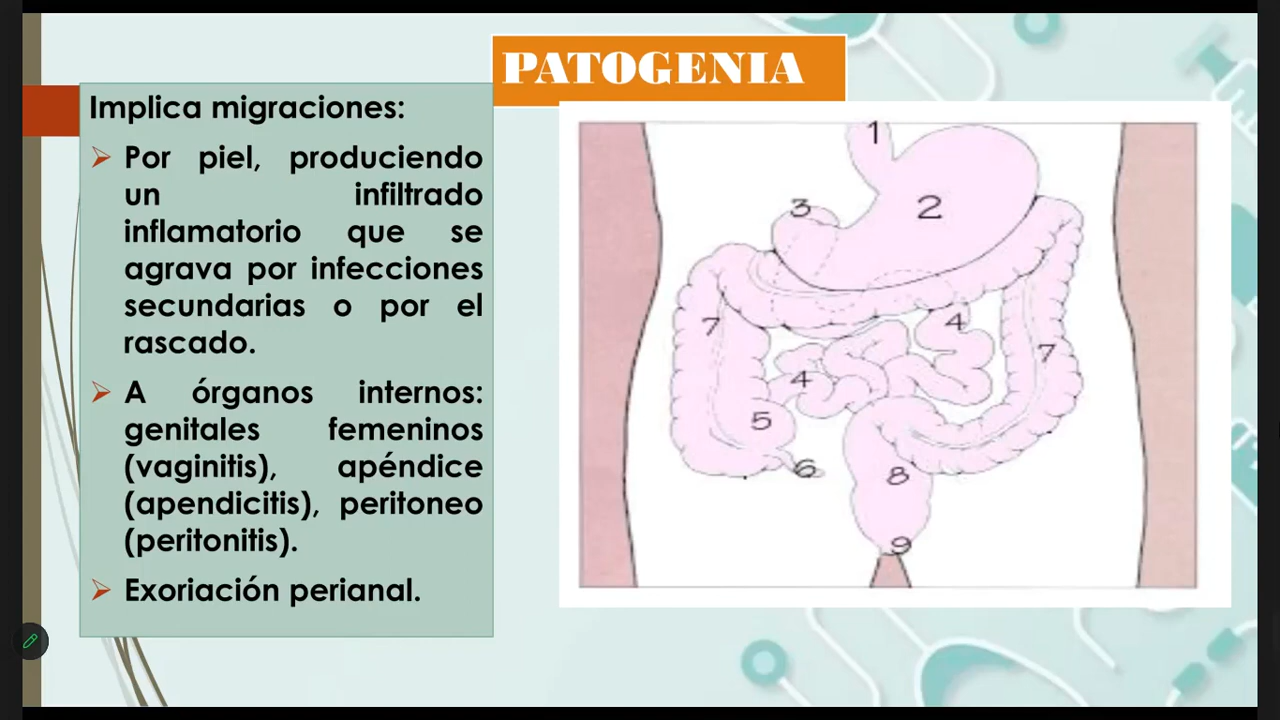 PATOGENIA
Implica migraciones:
Por piel, produciendo
un infiltrado
inflamatorio que se
agrava por infecciones
secundarias o por el
rascado.
A órganos internos:
genitales femeninos
(vaginitis), apéndice
(apendicitis), peritoneo
(peritonitis).
Exoriación perianal.
1
2
3
4
7
7
4
5
6
8
9